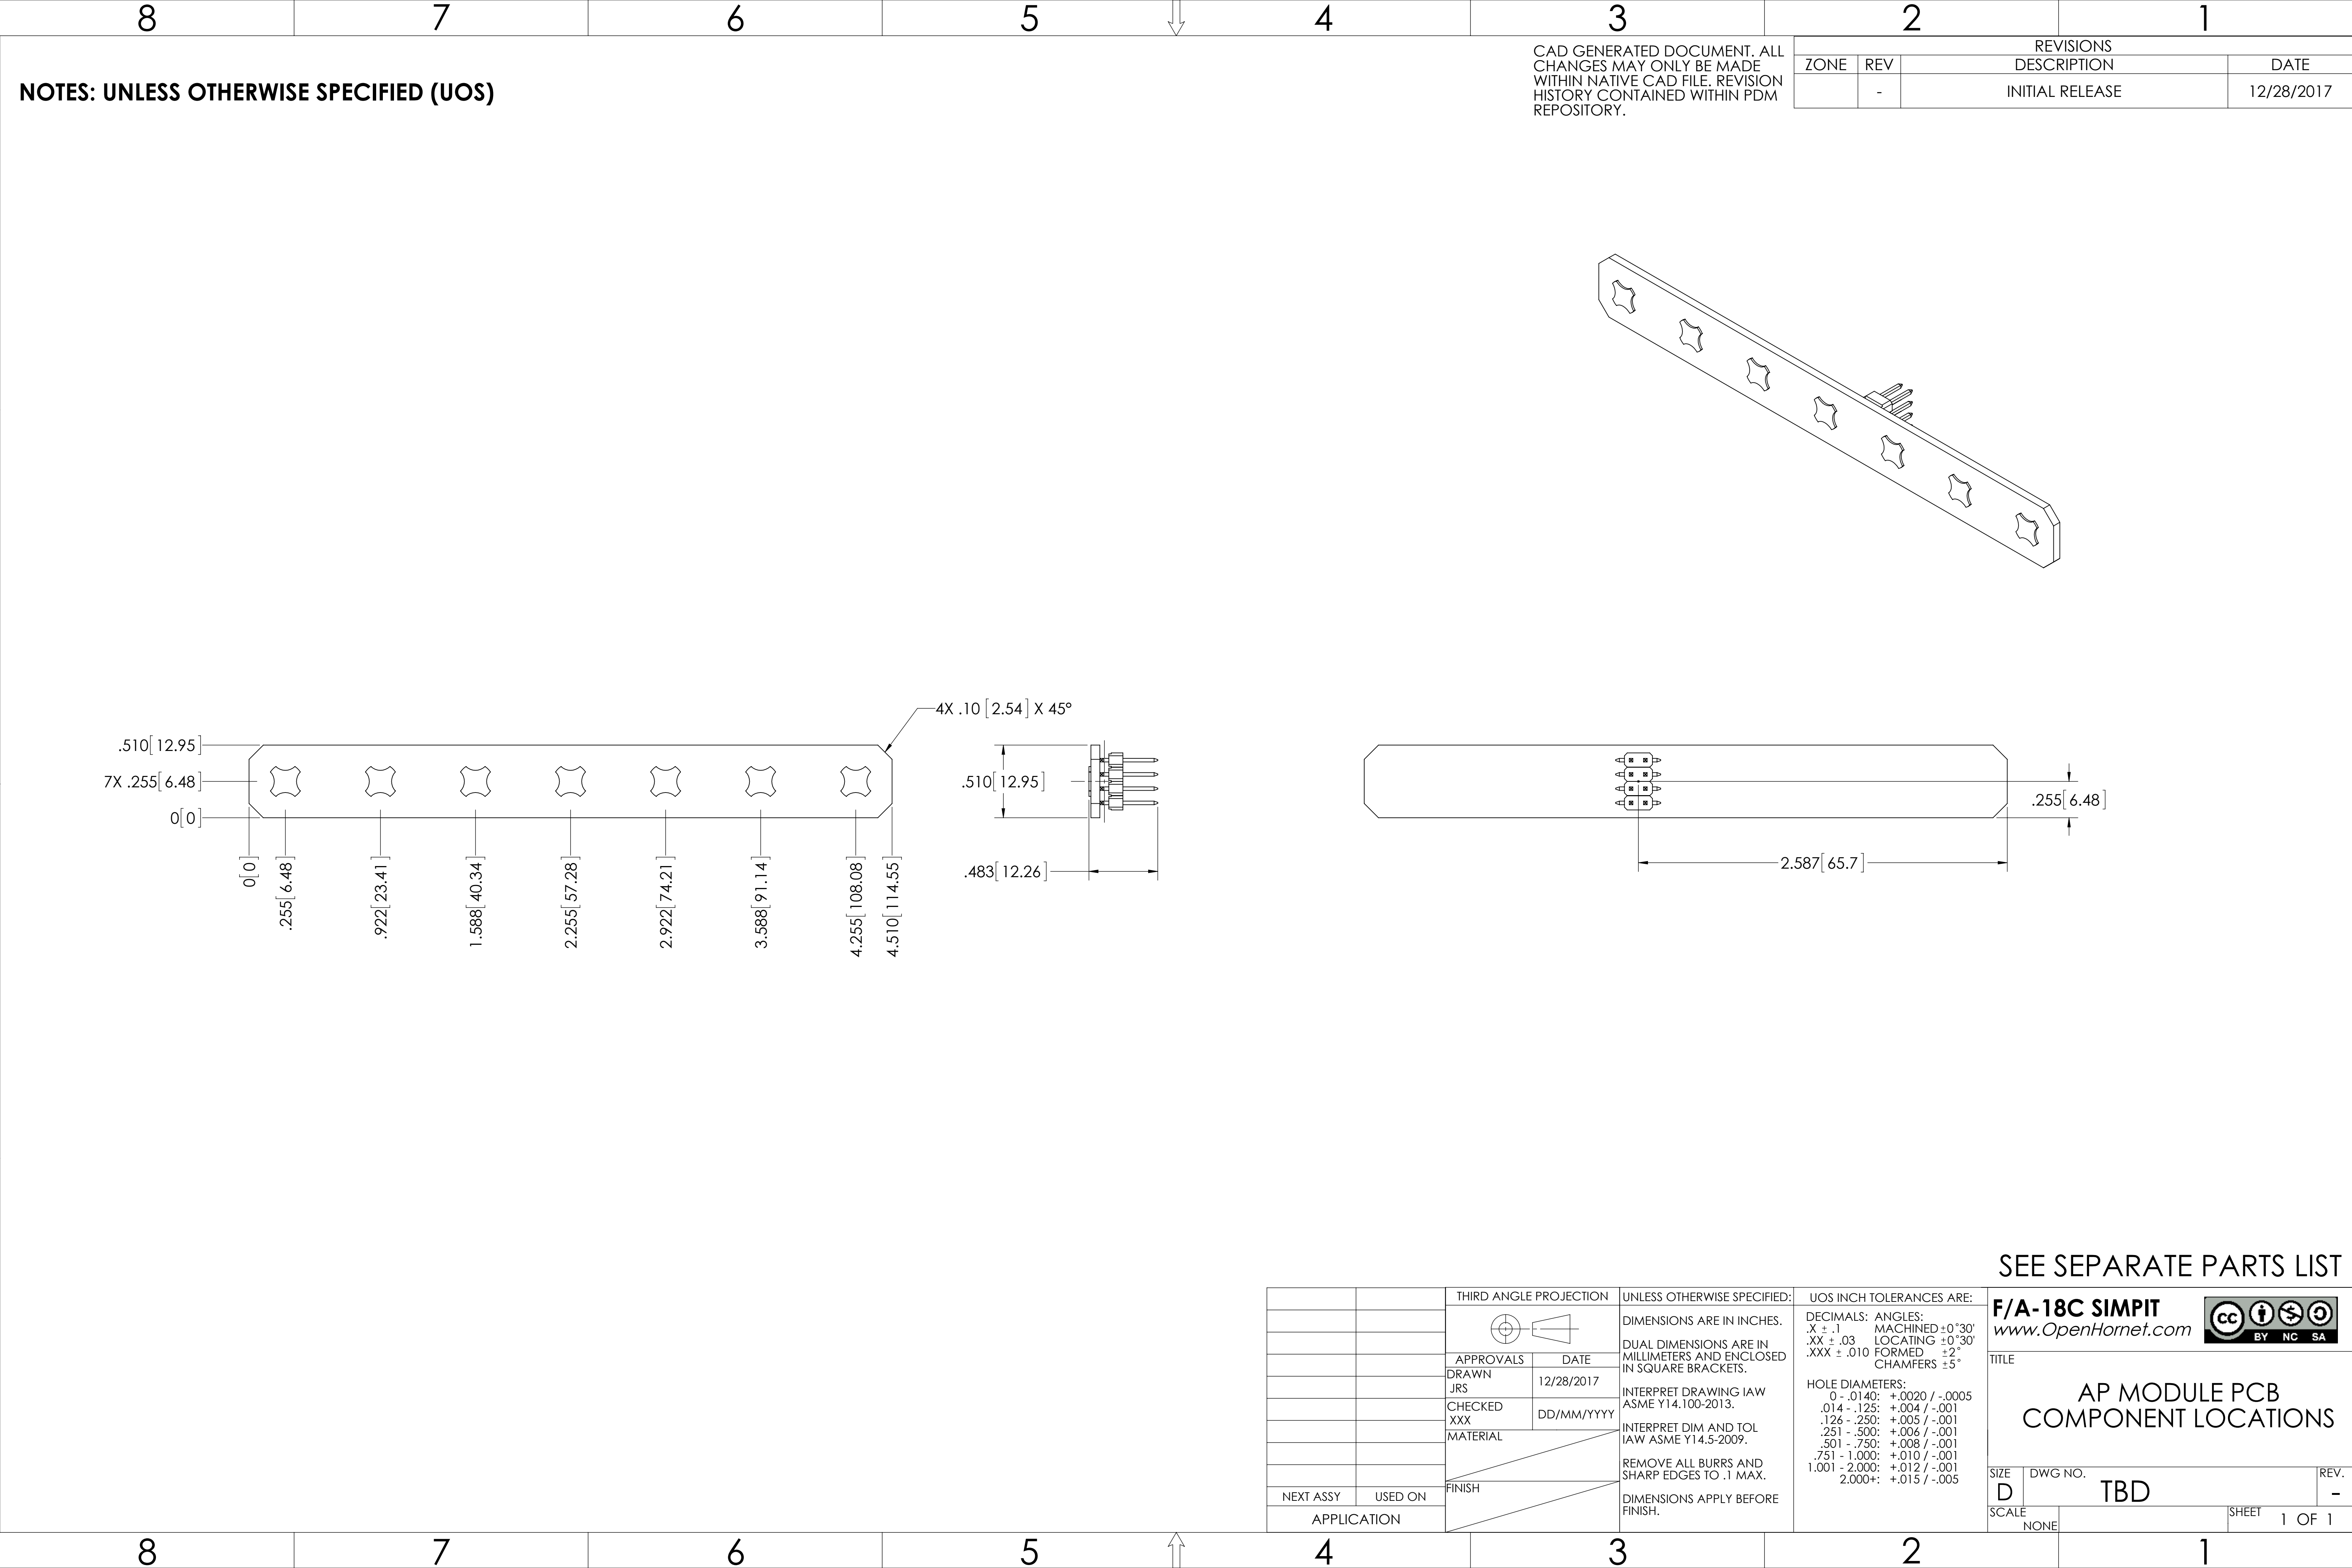 8 7 6 5 4 3 2 1
NOTES: UNLESS OTHERWISE SPECIFIED (UOS)
CAD GENERATED DOCUMENT. ALL
CHANGES MAY ONLY BE MADE
WITHIN NATIVE CAD FILE. REVISION
HISTORY CONTAINED WITHIN PDM
REPOSITORY.
REVISIONS
ZONE REV DESCRIPTION DATE
- INITIAL RELEASE 12/28/2017
4X .10 [2.54] X 45°
.510[12.95]
7X .255[6.48]
0[0]
0[0]
.255[6.48]
.922[23.41]
1.588[40.34]
2.255[57.28]
2.922[74.21]
3.588[91.14]
4.255[108.08]
4.510[114.55]
.510[12.95]
.483[12.26]
.255[6.48]
2.587[65.7]
SEE SEPARATE PARTS LIST
NEXT ASSY USED ON
APPLICATION
THIRD ANGLE PROJECTION
APPROVALS DATE
DRAWN
JRS 12/28/2017
CHECKED
XXX DD/MM/YYYY
MATERIAL
FINISH
UNLESS OTHERWISE SPECIFIED:
DIMENSIONS ARE IN INCHES.
DUAL DIMENSIONS ARE IN
MILLIMETERS AND ENCLOSED
IN SQUARE BRACKETS.
INTERPRET DRAWING IAW
ASME Y14.100-2013.
INTERPRET DIM AND TOL
IAW ASME Y14.5-2009.
REMOVE ALL BURRS AND
SHARP EDGES TO .1 MAX.
DIMENSIONS APPLY BEFORE
FINISH.
UOS INCH TOLERANCES ARE:
DECIMALS: ANGLES:
.X ± .1 MACHINED ±0°30'
.XX ± .03 LOCATING ±0°30'
.XXX ± .010 FORMED ±2°
CHAMFERS ±5°
HOLE DIAMETERS:
0 - .0140: +.0020 / -.0005
.014 - .125: +.004 / -.001
.126 - .250: +.005 / -.001
.251 - .500: +.006 / -.001
.501 - .750: +.008 / -.001
.751 - 1.000: +.010 / -.001
1.001 - 2.000: +.012 / -.001
2.000+: +.015 / -.005
F/A-18C SIMPIT
www.OpenHornet.com
cc
BY NC SA
TITLE
AP MODULE PCB
COMPONENT LOCATIONS
SIZE
D
DWG NO.
TBD
REV.
-
SCALE
NONE
SHEET 1 OF 1
8 7 6 5 4 3 2 1